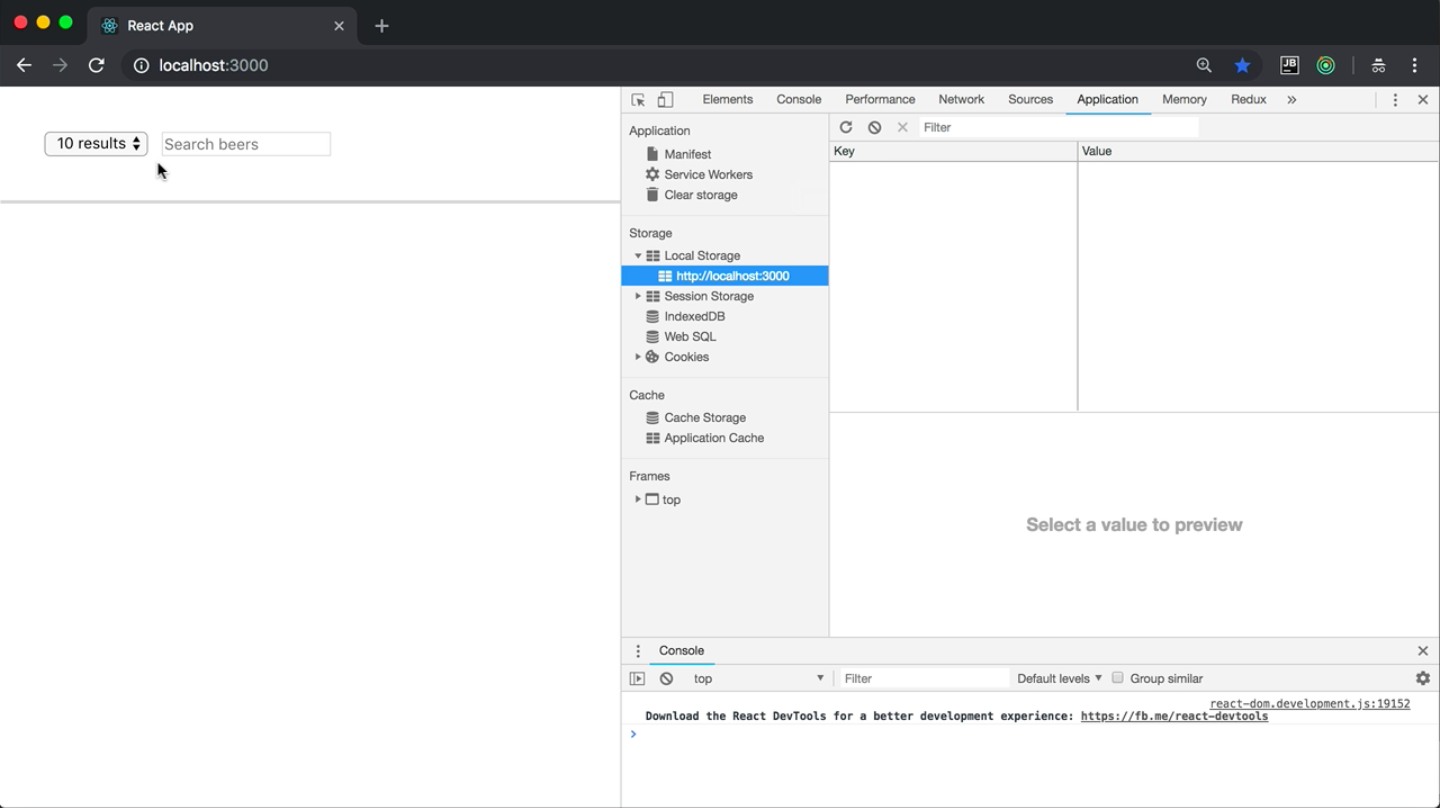 React App
localhost:3000
JB
Elements Console Performance Network Sources Application Memory Redux »
10 results
Search beers
Application
Manifest
Service Workers
Clear storage
Storage
Local Storage
http://localhost:3000
Session Storage
IndexedDB
Web SQL
Cookies
Cache
Cache Storage
Application Cache
Frames
top
Filter
Key Value
Select a value to preview
Console
top Filter Default levels Group similar
react-dom.development.js:19152
Download the React DevTools for a better development experience: https://fb.me/react-devtools